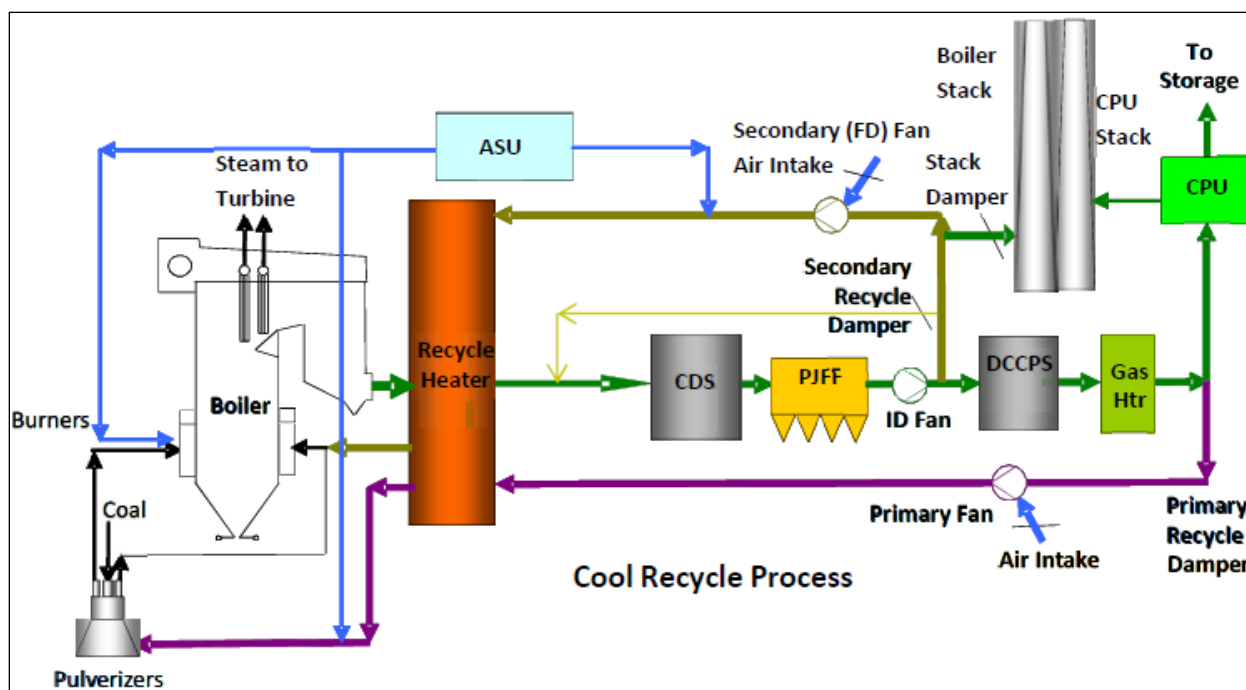 Boiler
Stack
To
Storage
CPU
Stack
Secondary (FD) Fan
Air Intake
Stack
Damper
ASU
Steam to
Turbine
CPU
Secondary
Recycle
Damper
Recycle
Heater
CDS
PJFF
DCCPS
Gas
Htr
Boiler
Burners
ID Fan
Coal
Primary Fan
Primary
Recycle
Damper
Air Intake
Cool Recycle Process
Pulverizers